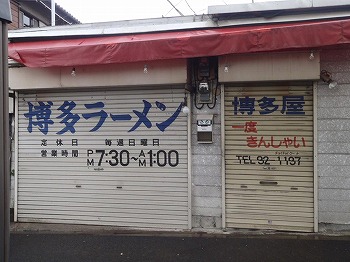 博多ラーメン
定休日 毎週日曜日
営業時間 PM7:30~AM1:00
博多屋
一度
きんしゃい
TEL 92-1197